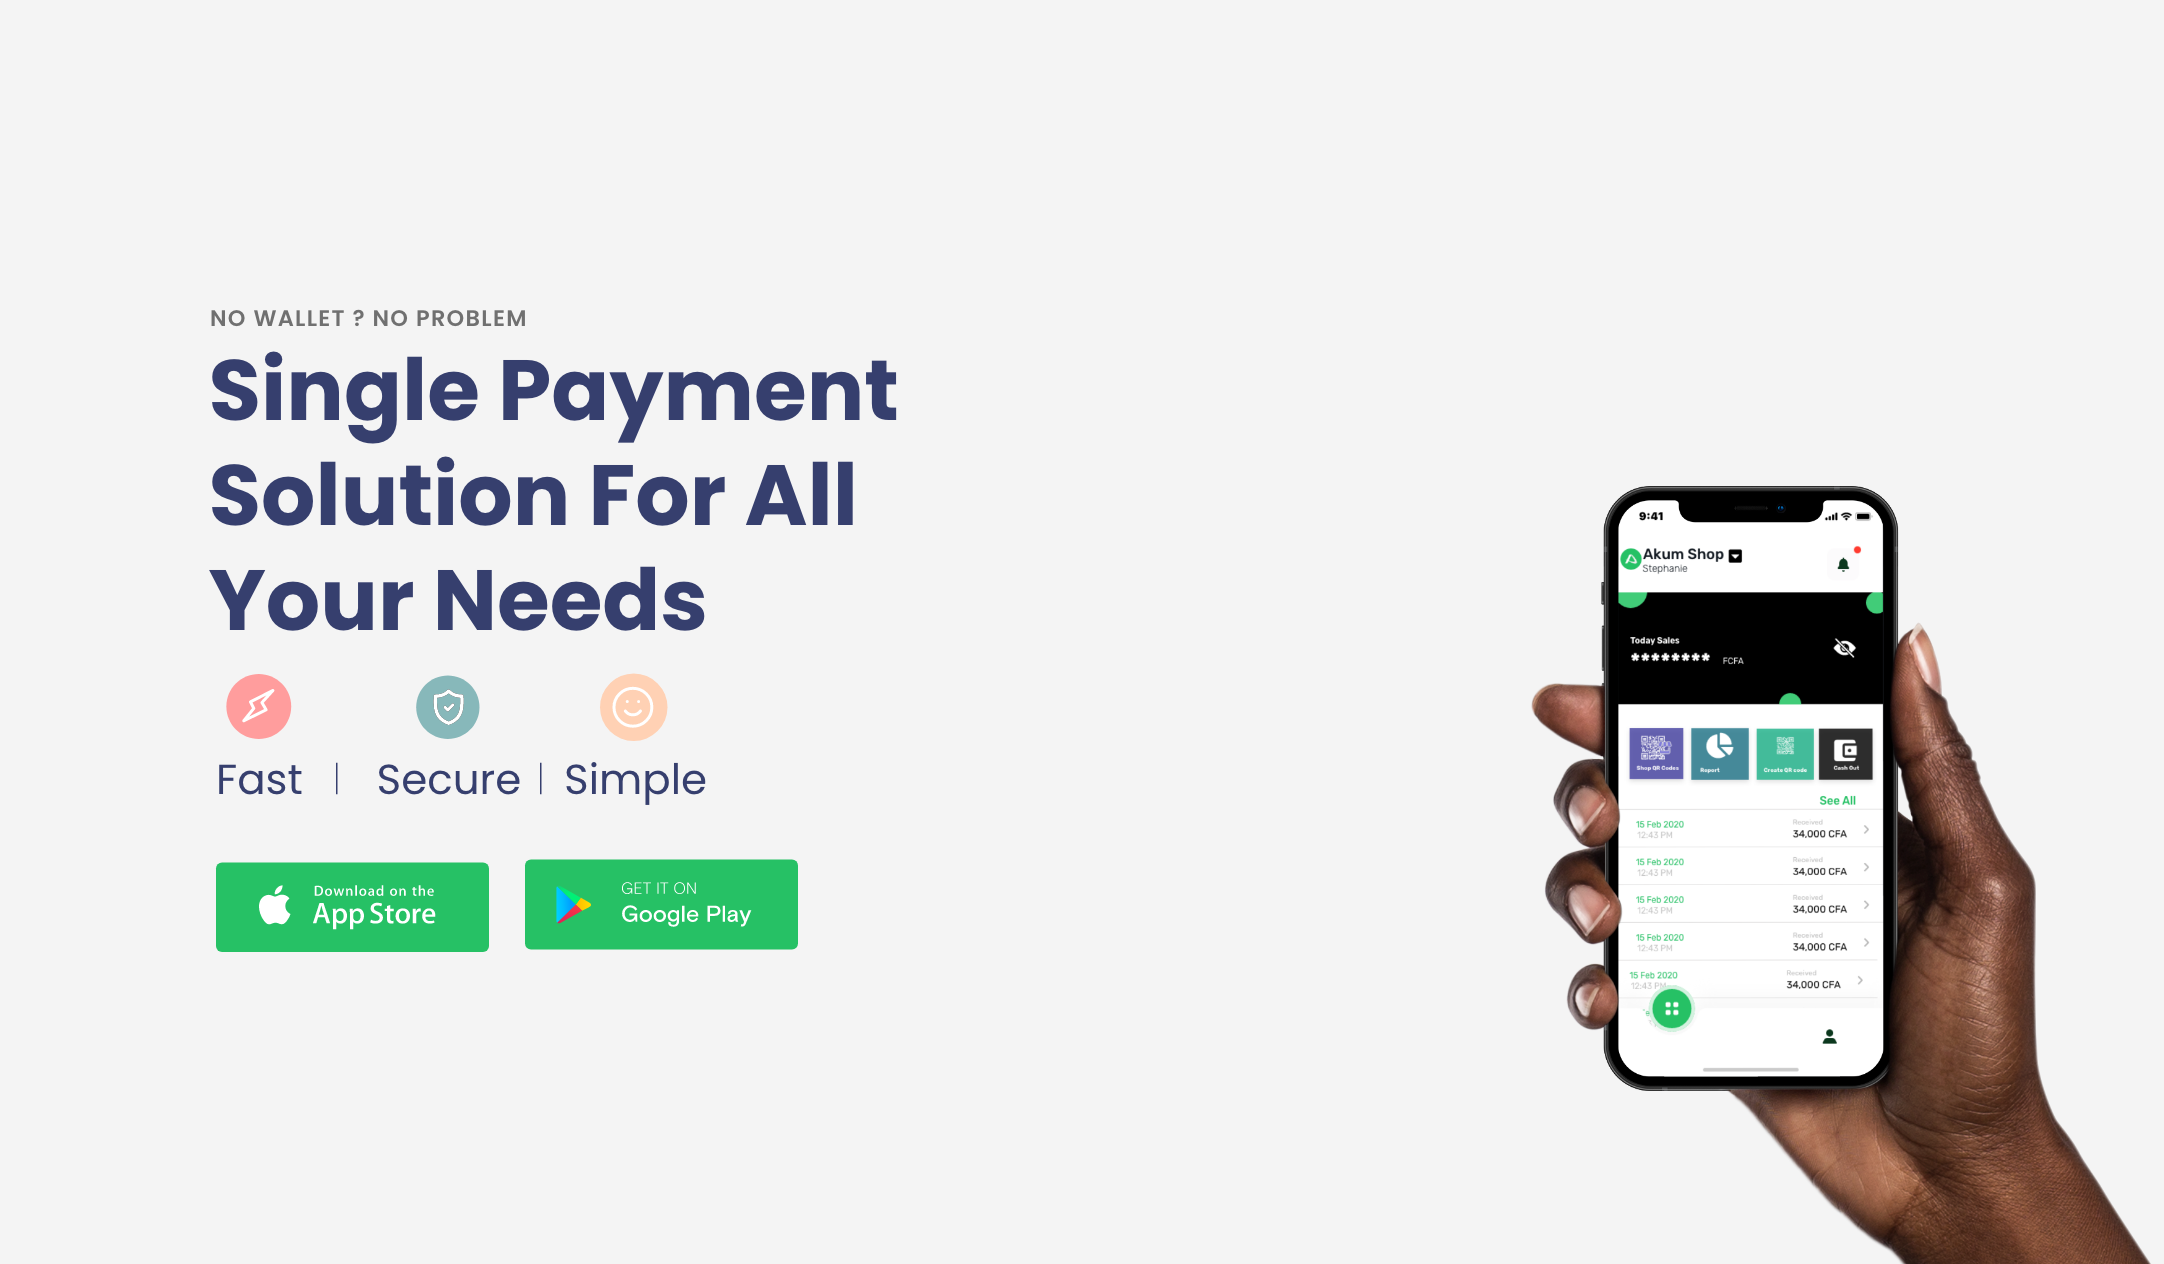 NO WALLET ? NO PROBLEM
Single Payment
Solution For All
Your Needs
Fast | Secure | Simple
Download on the
App Store
GET IT ON
Google Play
9:41
Akum Shop
Stephanie
Today Sales
******** FCFA
Shop QR Codes
Report
Create QR code
Cash Out
See All
15 Feb 2020
12:43 PM
Received
34,000 CFA
15 Feb 2020
12:43 PM
Received
34,000 CFA
15 Feb 2020
12:43 PM
Received
34,000 CFA
15 Feb 2020
12:43 PM
Received
34,000 CFA
15 Feb 2020
12:43 PM
Received
34,000 CFA